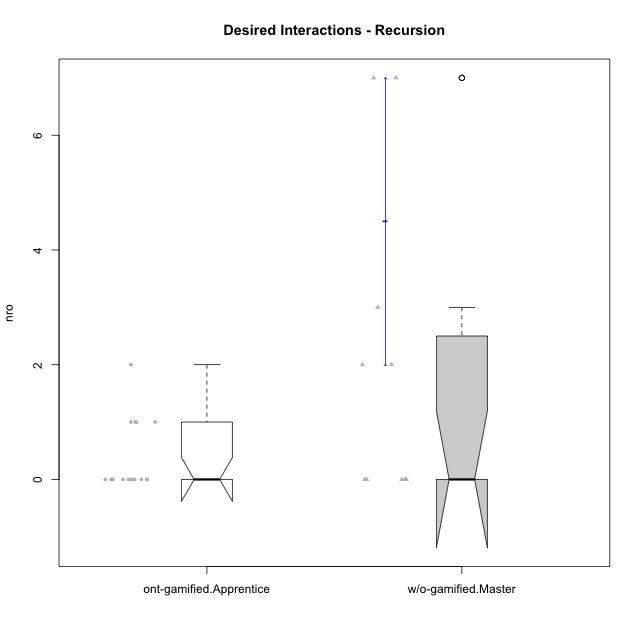 Desired Interactions - Recursion
6
4
2
0
nro
ont-gamified.Apprentice
w/o-gamified.Master